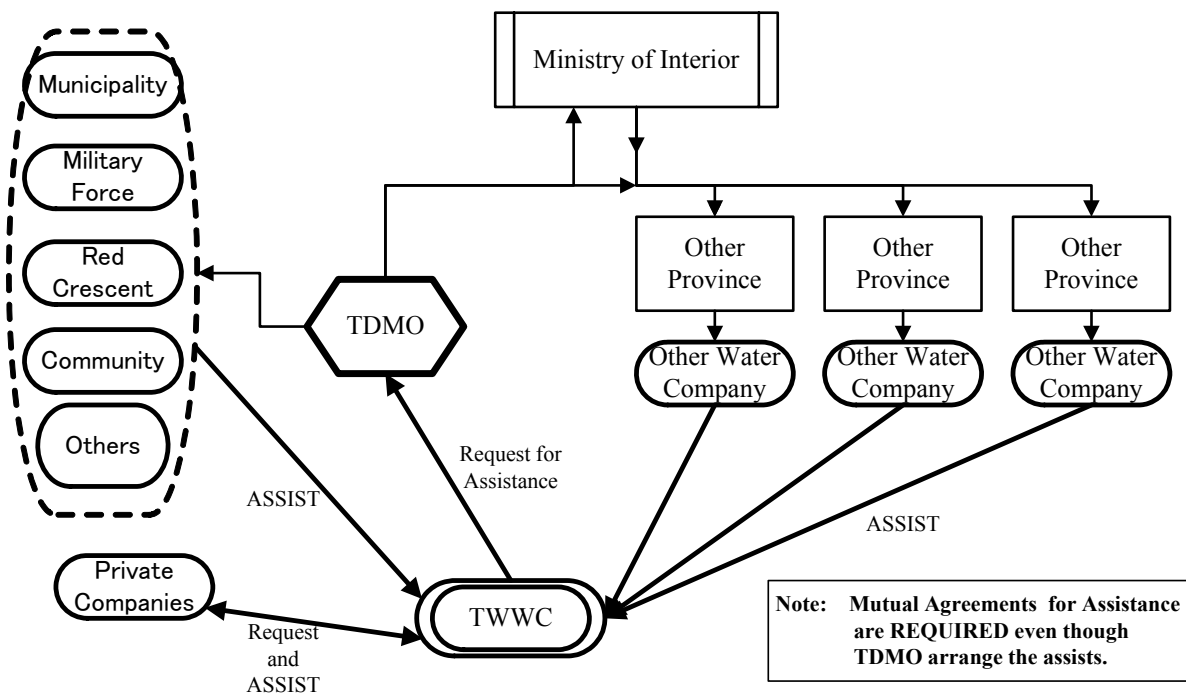 Ministry of Interior
Municipality
Military
Force
Red
Crescent
Community
Others
TDMO
Other
Province
Other
Province
Other
Province
Other Water
Company
Other Water
Company
Other Water
Company
Request for
Assistance
ASSIST
ASSIST
Private
Companies
TWWC
Request
and
ASSIST
Note: Mutual Agreements for Assistance
are REQUIRED even though
TDMO arrange the assists.